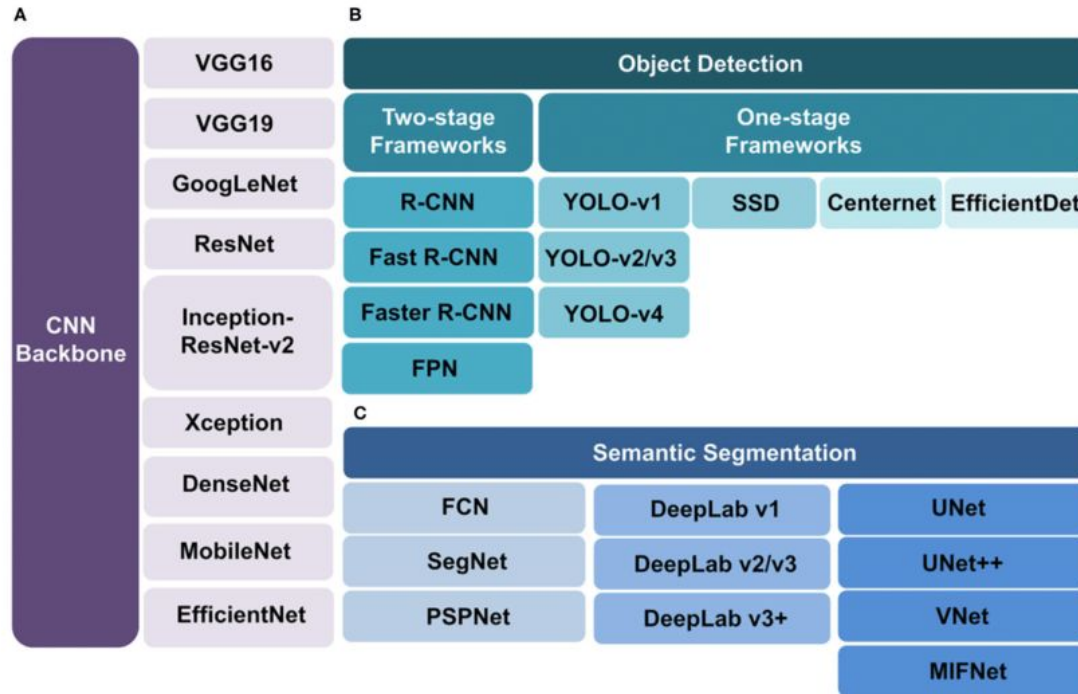 A
CNN
Backbone
VGG16
VGG19
GoogLeNet
ResNet
Inception-
ResNet-v2
Xception
DenseNet
MobileNet
EfficientNet
B
Object Detection
Two-stage
Frameworks
One-stage
Frameworks
R-CNN
YOLO-v1
SSD
Centernet
EfficientDet
Fast R-CNN
YOLO-v2/v3
Faster R-CNN
YOLO-v4
FPN
C
Semantic Segmentation
FCN
DeepLab v1
UNet
SegNet
DeepLab v2/v3
UNet++
PSPNet
DeepLab v3+
VNet
MIFNet